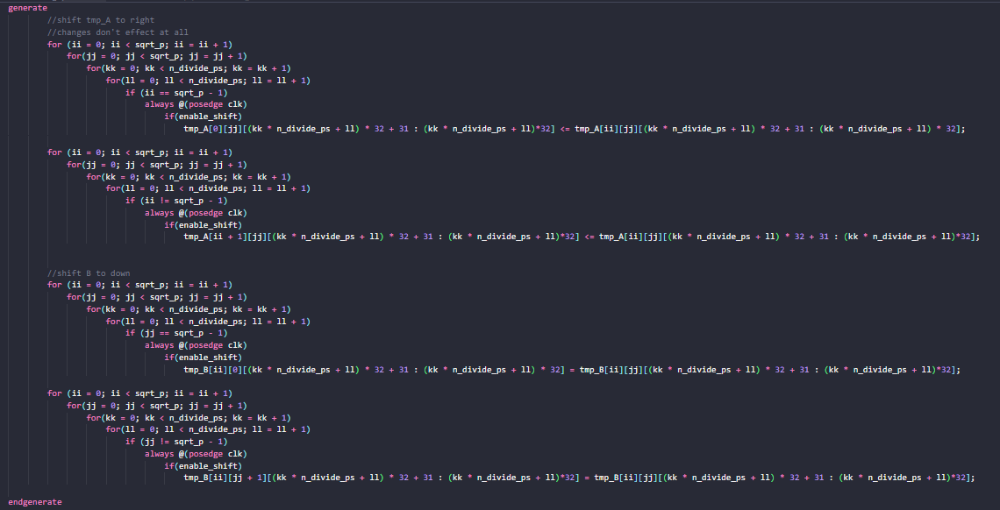 generate
//shift tmp_A to right
//changes don't effect at all
for (ii = 0; ii < sqrt_p; ii = ii + 1)
for(jj = 0; jj < sqrt_p; jj = jj + 1)
for(kk = 0; kk < n_divide_ps; kk = kk + 1)
for(ll = 0; ll < n_divide_ps; ll = ll + 1)
if (ii == sqrt_p - 1)
always @(posedge clk)
if(enable_shift)
tmp_A[0][jj][(kk * n_divide_ps + ll) * 32 + 31 : (kk * n_divide_ps + ll)*32] <= tmp_A[ii][jj][(kk * n_divide_ps + ll) * 32 + 31 : (kk * n_divide_ps + ll) * 32];
for (ii = 0; ii < sqrt_p; ii = ii + 1)
for(jj = 0; jj < sqrt_p; jj = jj + 1)
for(kk = 0; kk < n_divide_ps; kk = kk + 1)
for(ll = 0; ll < n_divide_ps; ll = ll + 1)
if (ii != sqrt_p - 1)
always @(posedge clk)
if(enable_shift)
tmp_A[ii + 1][jj][(kk * n_divide_ps + ll) * 32 + 31 : (kk * n_divide_ps + ll)*32] <= tmp_A[ii][jj][(kk * n_divide_ps + ll) * 32 + 31 : (kk * n_divide_ps + ll)*32];
//shift B to down
for (ii = 0; ii < sqrt_p; ii = ii + 1)
for(jj = 0; jj < sqrt_p; jj = jj + 1)
for(kk = 0; kk < n_divide_ps; kk = kk + 1)
for(ll = 0; ll < n_divide_ps; ll = ll + 1)
if (jj == sqrt_p - 1)
always @(posedge clk)
if(enable_shift)
tmp_B[ii][0][(kk * n_divide_ps + ll) * 32 + 31 : (kk * n_divide_ps + ll) * 32] = tmp_B[ii][jj][(kk * n_divide_ps + ll) * 32 + 31 : (kk * n_divide_ps + ll)*32];
for (ii = 0; ii < sqrt_p; ii = ii + 1)
for(jj = 0; jj < sqrt_p; jj = jj + 1)
for(kk = 0; kk < n_divide_ps; kk = kk + 1)
for(ll = 0; ll < n_divide_ps; ll = ll + 1)
if (jj != sqrt_p - 1)
always @(posedge clk)
if(enable_shift)
tmp_B[ii][jj + 1][(kk * n_divide_ps + ll) * 32 + 31 : (kk * n_divide_ps + ll)*32] = tmp_B[ii][jj][(kk * n_divide_ps + ll) * 32 + 31 : (kk * n_divide_ps + ll)*32];
endgenerate